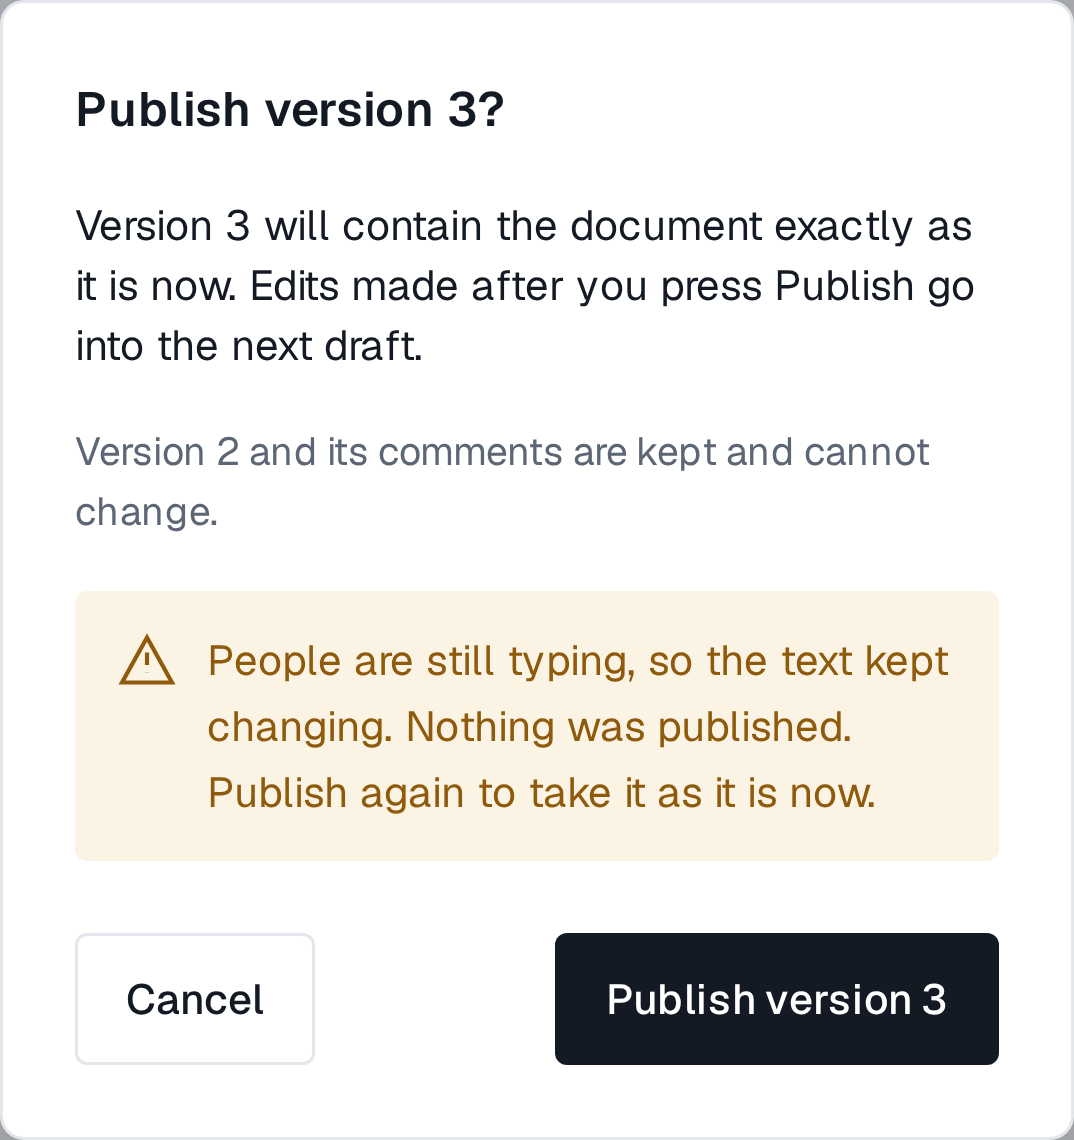 Publish version 3?
Version 3 will contain the document exactly as
it is now. Edits made after you press Publish go
into the next draft.
Version 2 and its comments are kept and cannot
change.
People are still typing, so the text kept
changing. Nothing was published.
Publish again to take it as it is now.
Cancel
Publish version 3